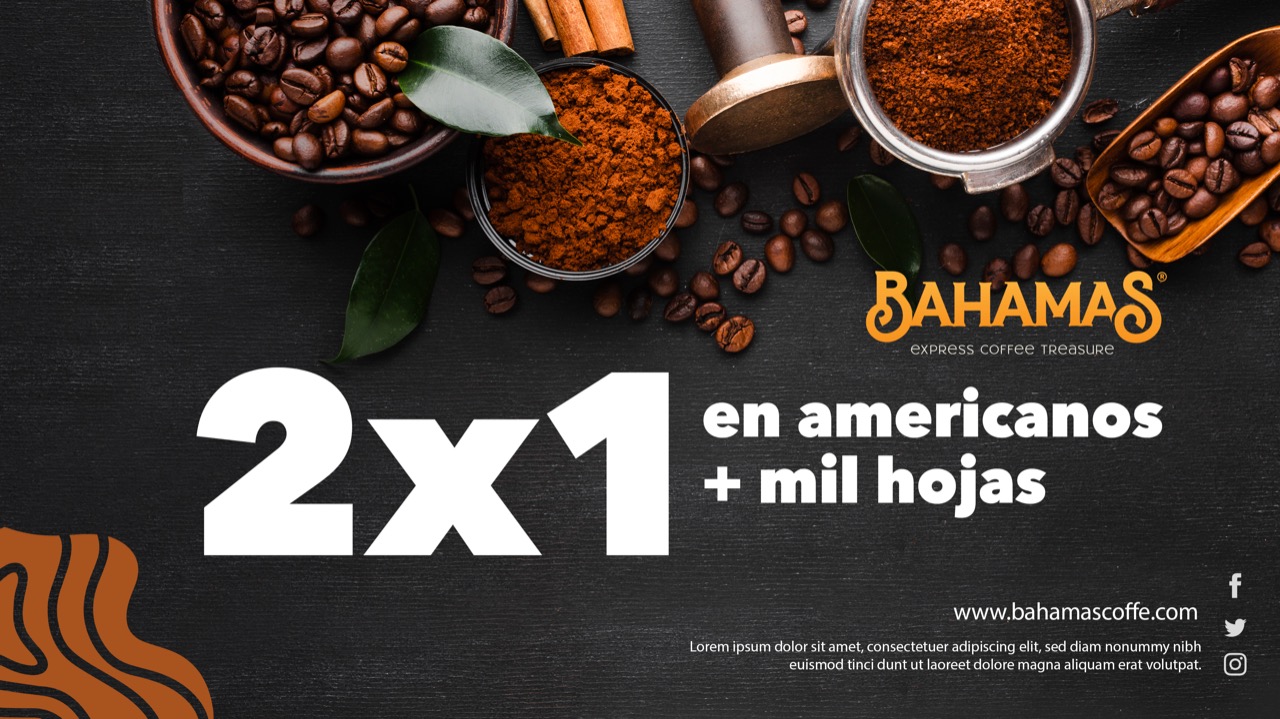 BAHAMAS®
express coffee treasure
2x1
en americanos
+ mil hojas
www.bahamascoffe.com
Lorem ipsum dolor sit amet, consectetuer adipiscing elit, sed diam nonummy nibh
euismod tinci dunt ut laoreet dolore magna aliquam erat volutpat.